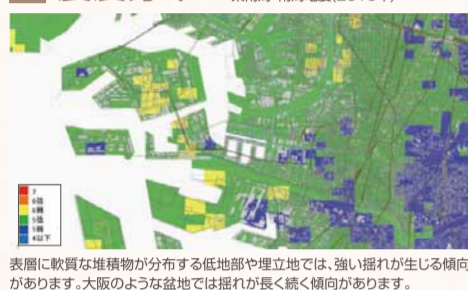 7
6強
6弱
5強
5弱
4以下
表層に軟質な堆積物が分布する低地部や埋立地では、強い揺れが生じる傾向
があります。大阪のような盆地では揺れが長く続く傾向があります。